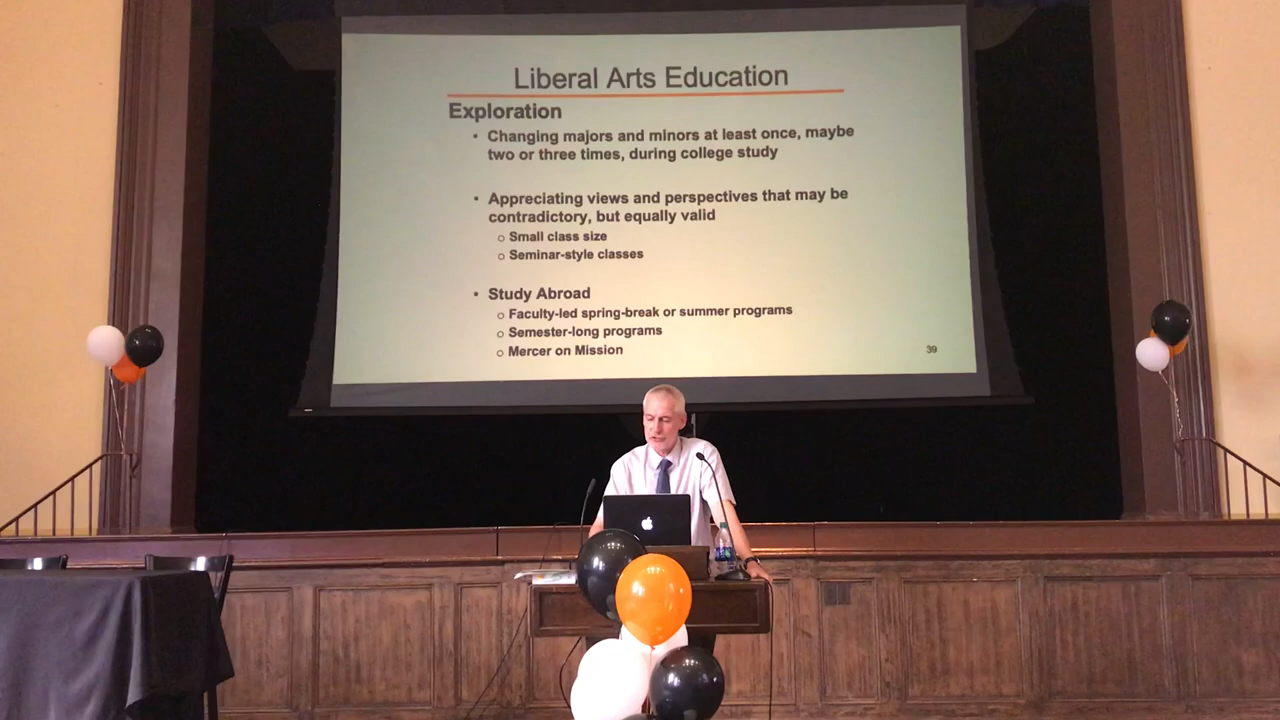 Liberal Arts Education
Exploration
• Changing majors and minors at least once, maybe
two or three times, during college study
• Appreciating views and perspectives that may be
contradictory, but equally valid
o Small class size
o Seminar-style classes
• Study Abroad
o Faculty-led spring-break or summer programs
o Semester-long programs
o Mercer on Mission
39